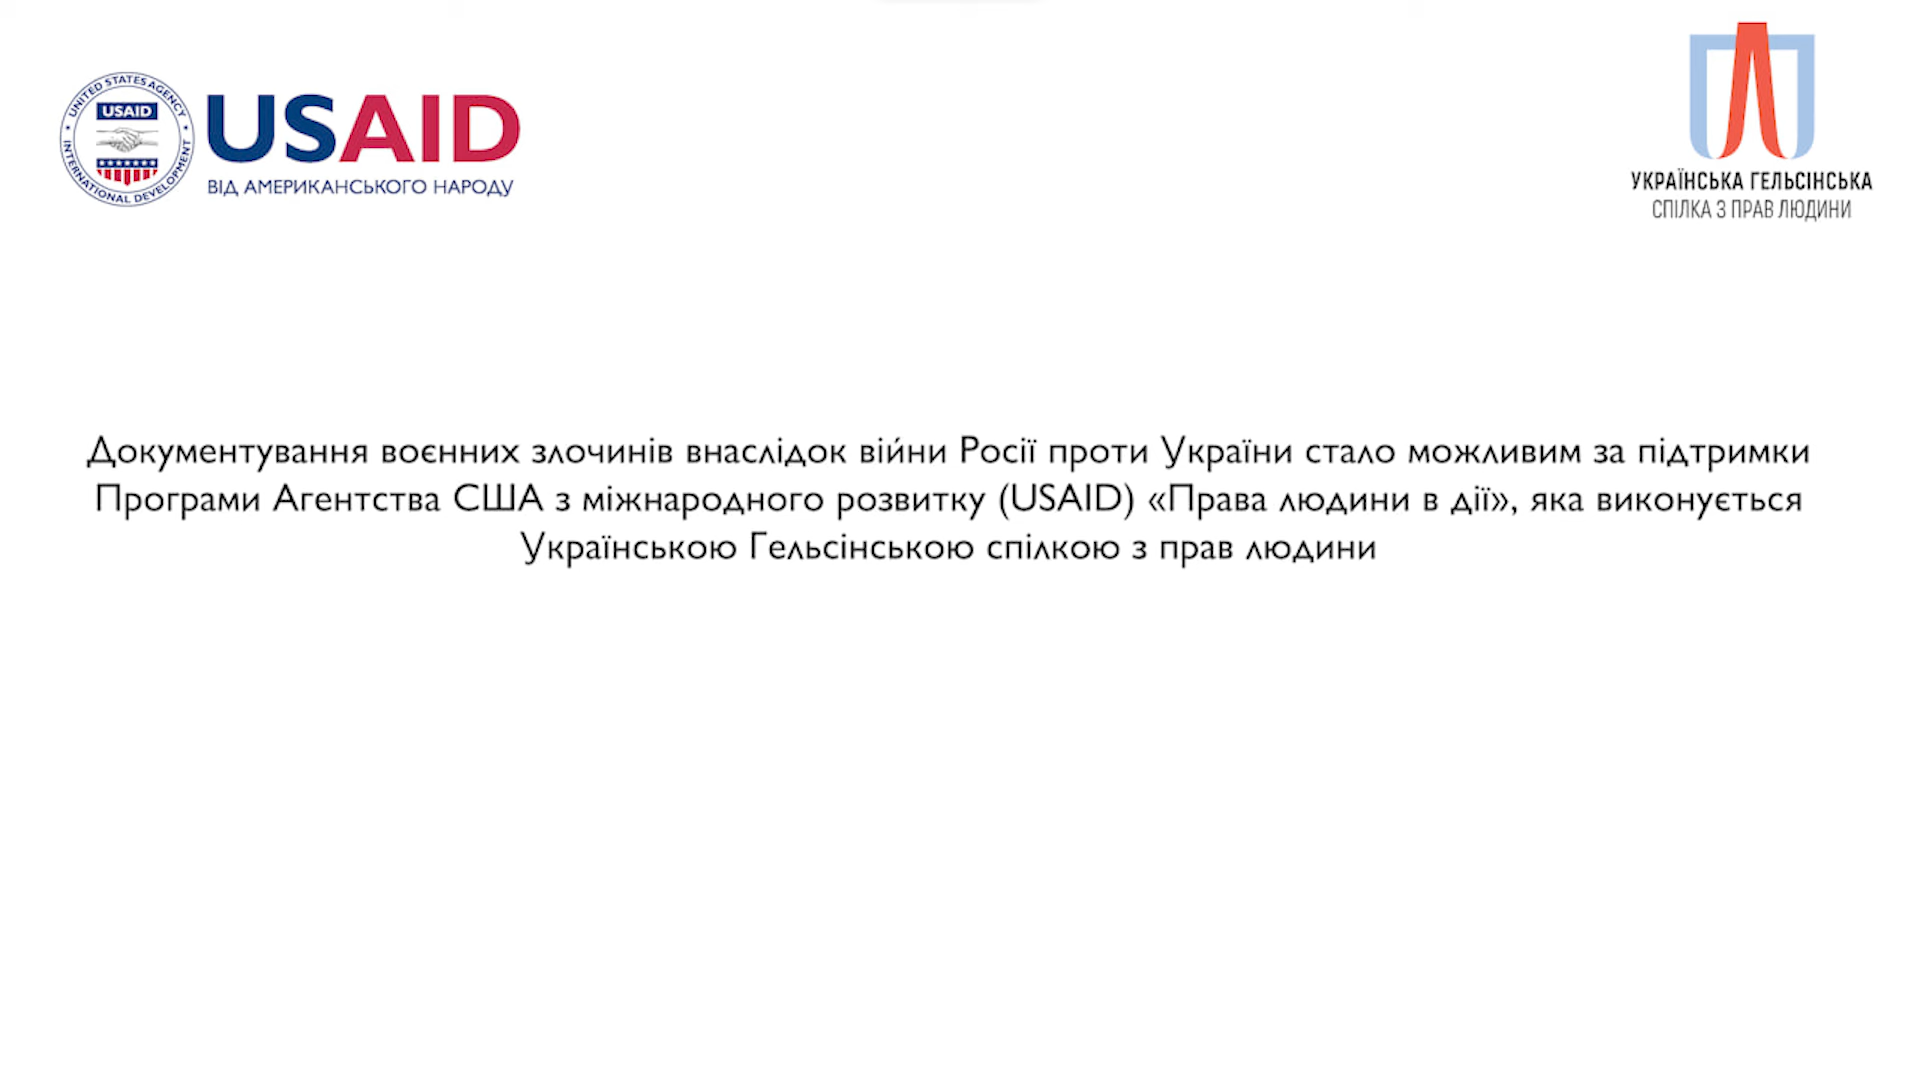 UNITED STATES AGENCY
USAID
INTERNATIONAL DEVELOPMENT
USAID
ВІД АМЕРИКАНСЬКОГО НАРОДУ
УКРАЇНСЬКА ГЕЛЬСІНСЬКА
СПІЛКА З ПРАВ ЛЮДИНИ
Документування воєнних злочинів внаслідок війни Росії проти України стало можливим за підтримки
Програми Агентства США з міжнародного розвитку (USAID) «Права людини в дії», яка виконується
Українською Гельсінською спілкою з прав людини